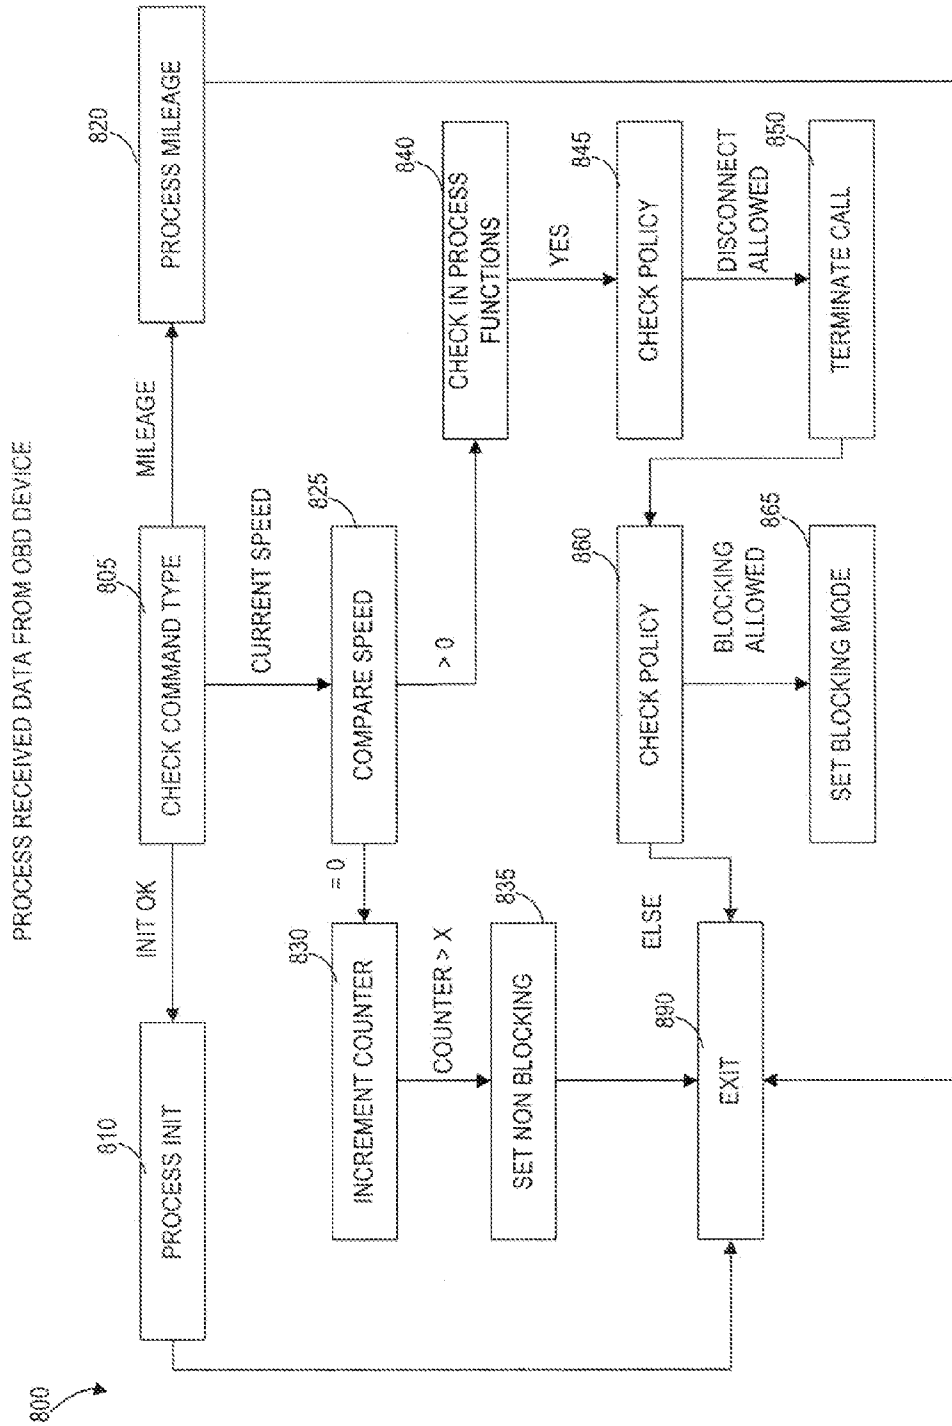 PROCESS RECEIVED DATA FROM OBD DEVICE
800
810
PROCESS INIT
INIT OK
805
CHECK COMMAND TYPE
MILEAGE
820
PROCESS MILEAGE
CURRENT SPEED
830
INCREMENT COUNTER
= 0
825
COMPARE SPEED
> 0
840
CHECK IN PROCESS
FUNCTIONS
COUNTER > X
YES
835
SET NON BLOCKING
845
CHECK POLICY
860
CHECK POLICY
ELSE
DISCONNECT
ALLOWED
BLOCKING
ALLOWED
890
EXIT
865
SET BLOCKING MODE
850
TERMINATE CALL